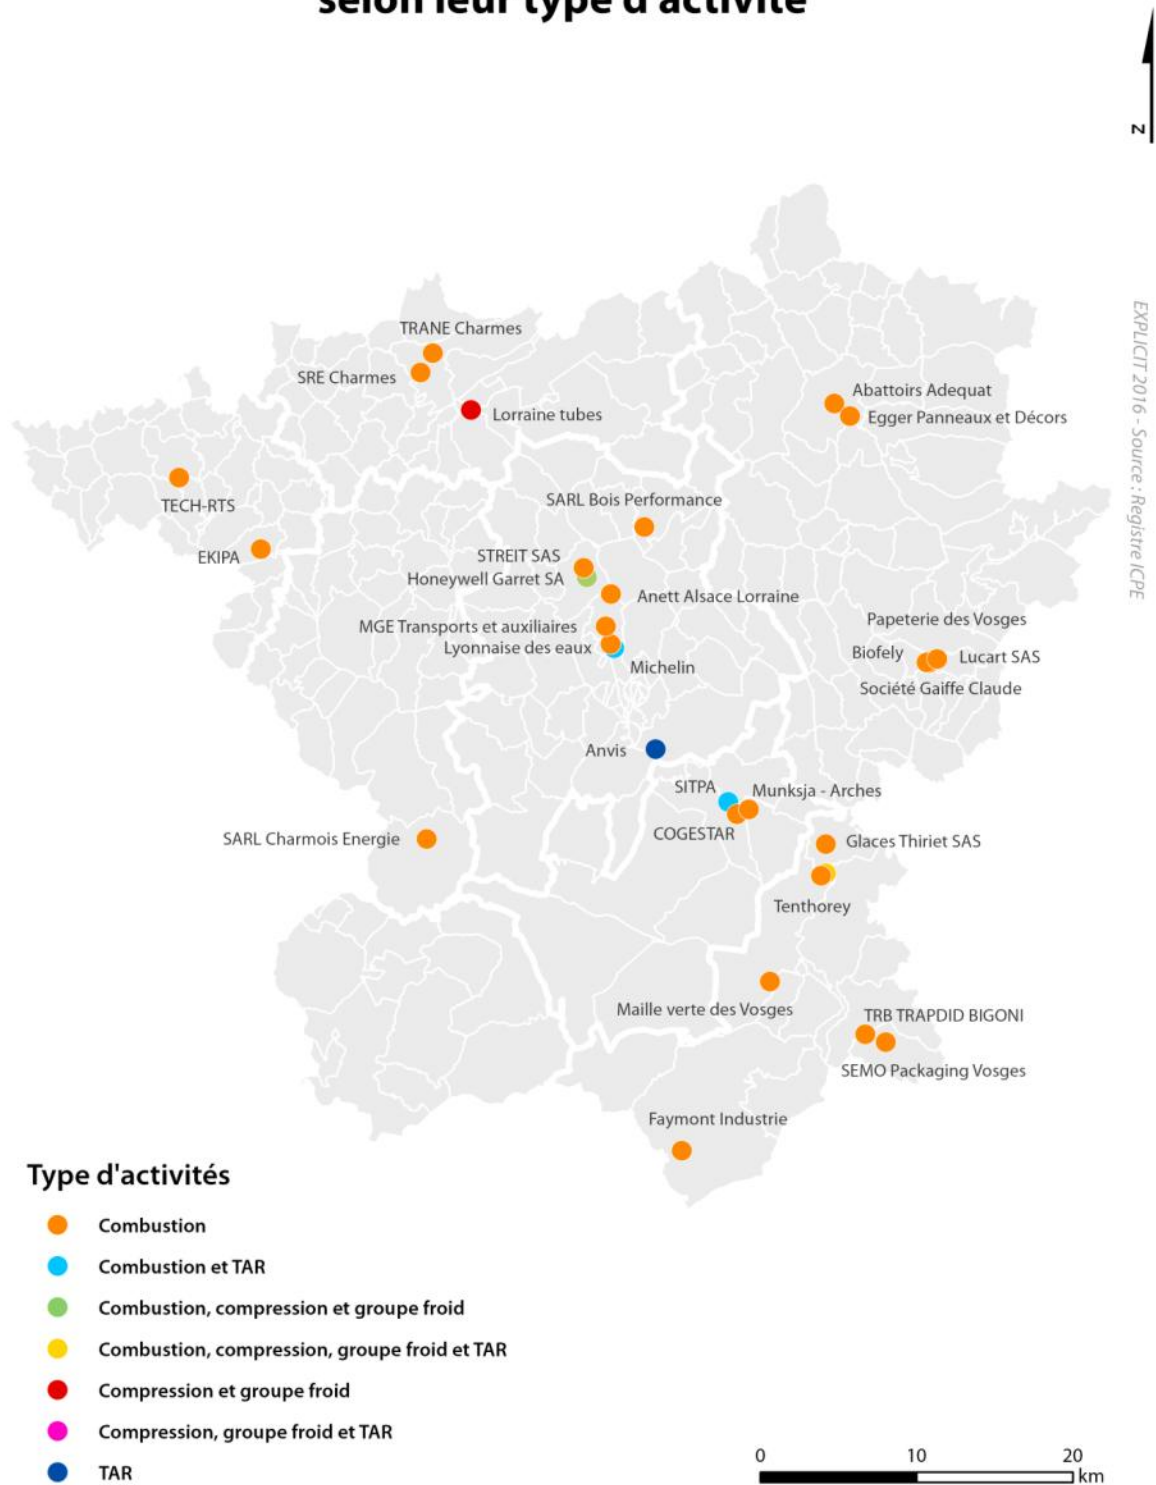 selon leur type d'activité
Z
TRANE Charmes
SRE Charmes
Lorraine tubes
Abattoirs Adequat
Egger Panneaux et Décors
EXPLICIT 2016 - Source : Registre ICPE
TECH-RTS
SARL Bois Performance
EKIPA
STREIT SAS
Honeywell Garret SA
Anett Alsace Lorraine
MGE Transports et auxiliaires
Papeterie des Vosges
Lyonnaise des eaux
Biofely
Lucart SAS
Michelin
Société Gaiffe Claude
Anvis
SITPA
Munksja - Arches
COGESTAR
SARL Charmois Energie
Glaces Thiriet SAS
Tenthorey
Maille verte des Vosges
TRB TRAPDID BIGONI
SEMO Packaging Vosges
Faymont Industrie
Type d'activités
Combustion
Combustion et TAR
Combustion, compression et groupe froid
Combustion, compression, groupe froid et TAR
Compression et groupe froid
Compression, groupe froid et TAR
TAR
0 10 20
km